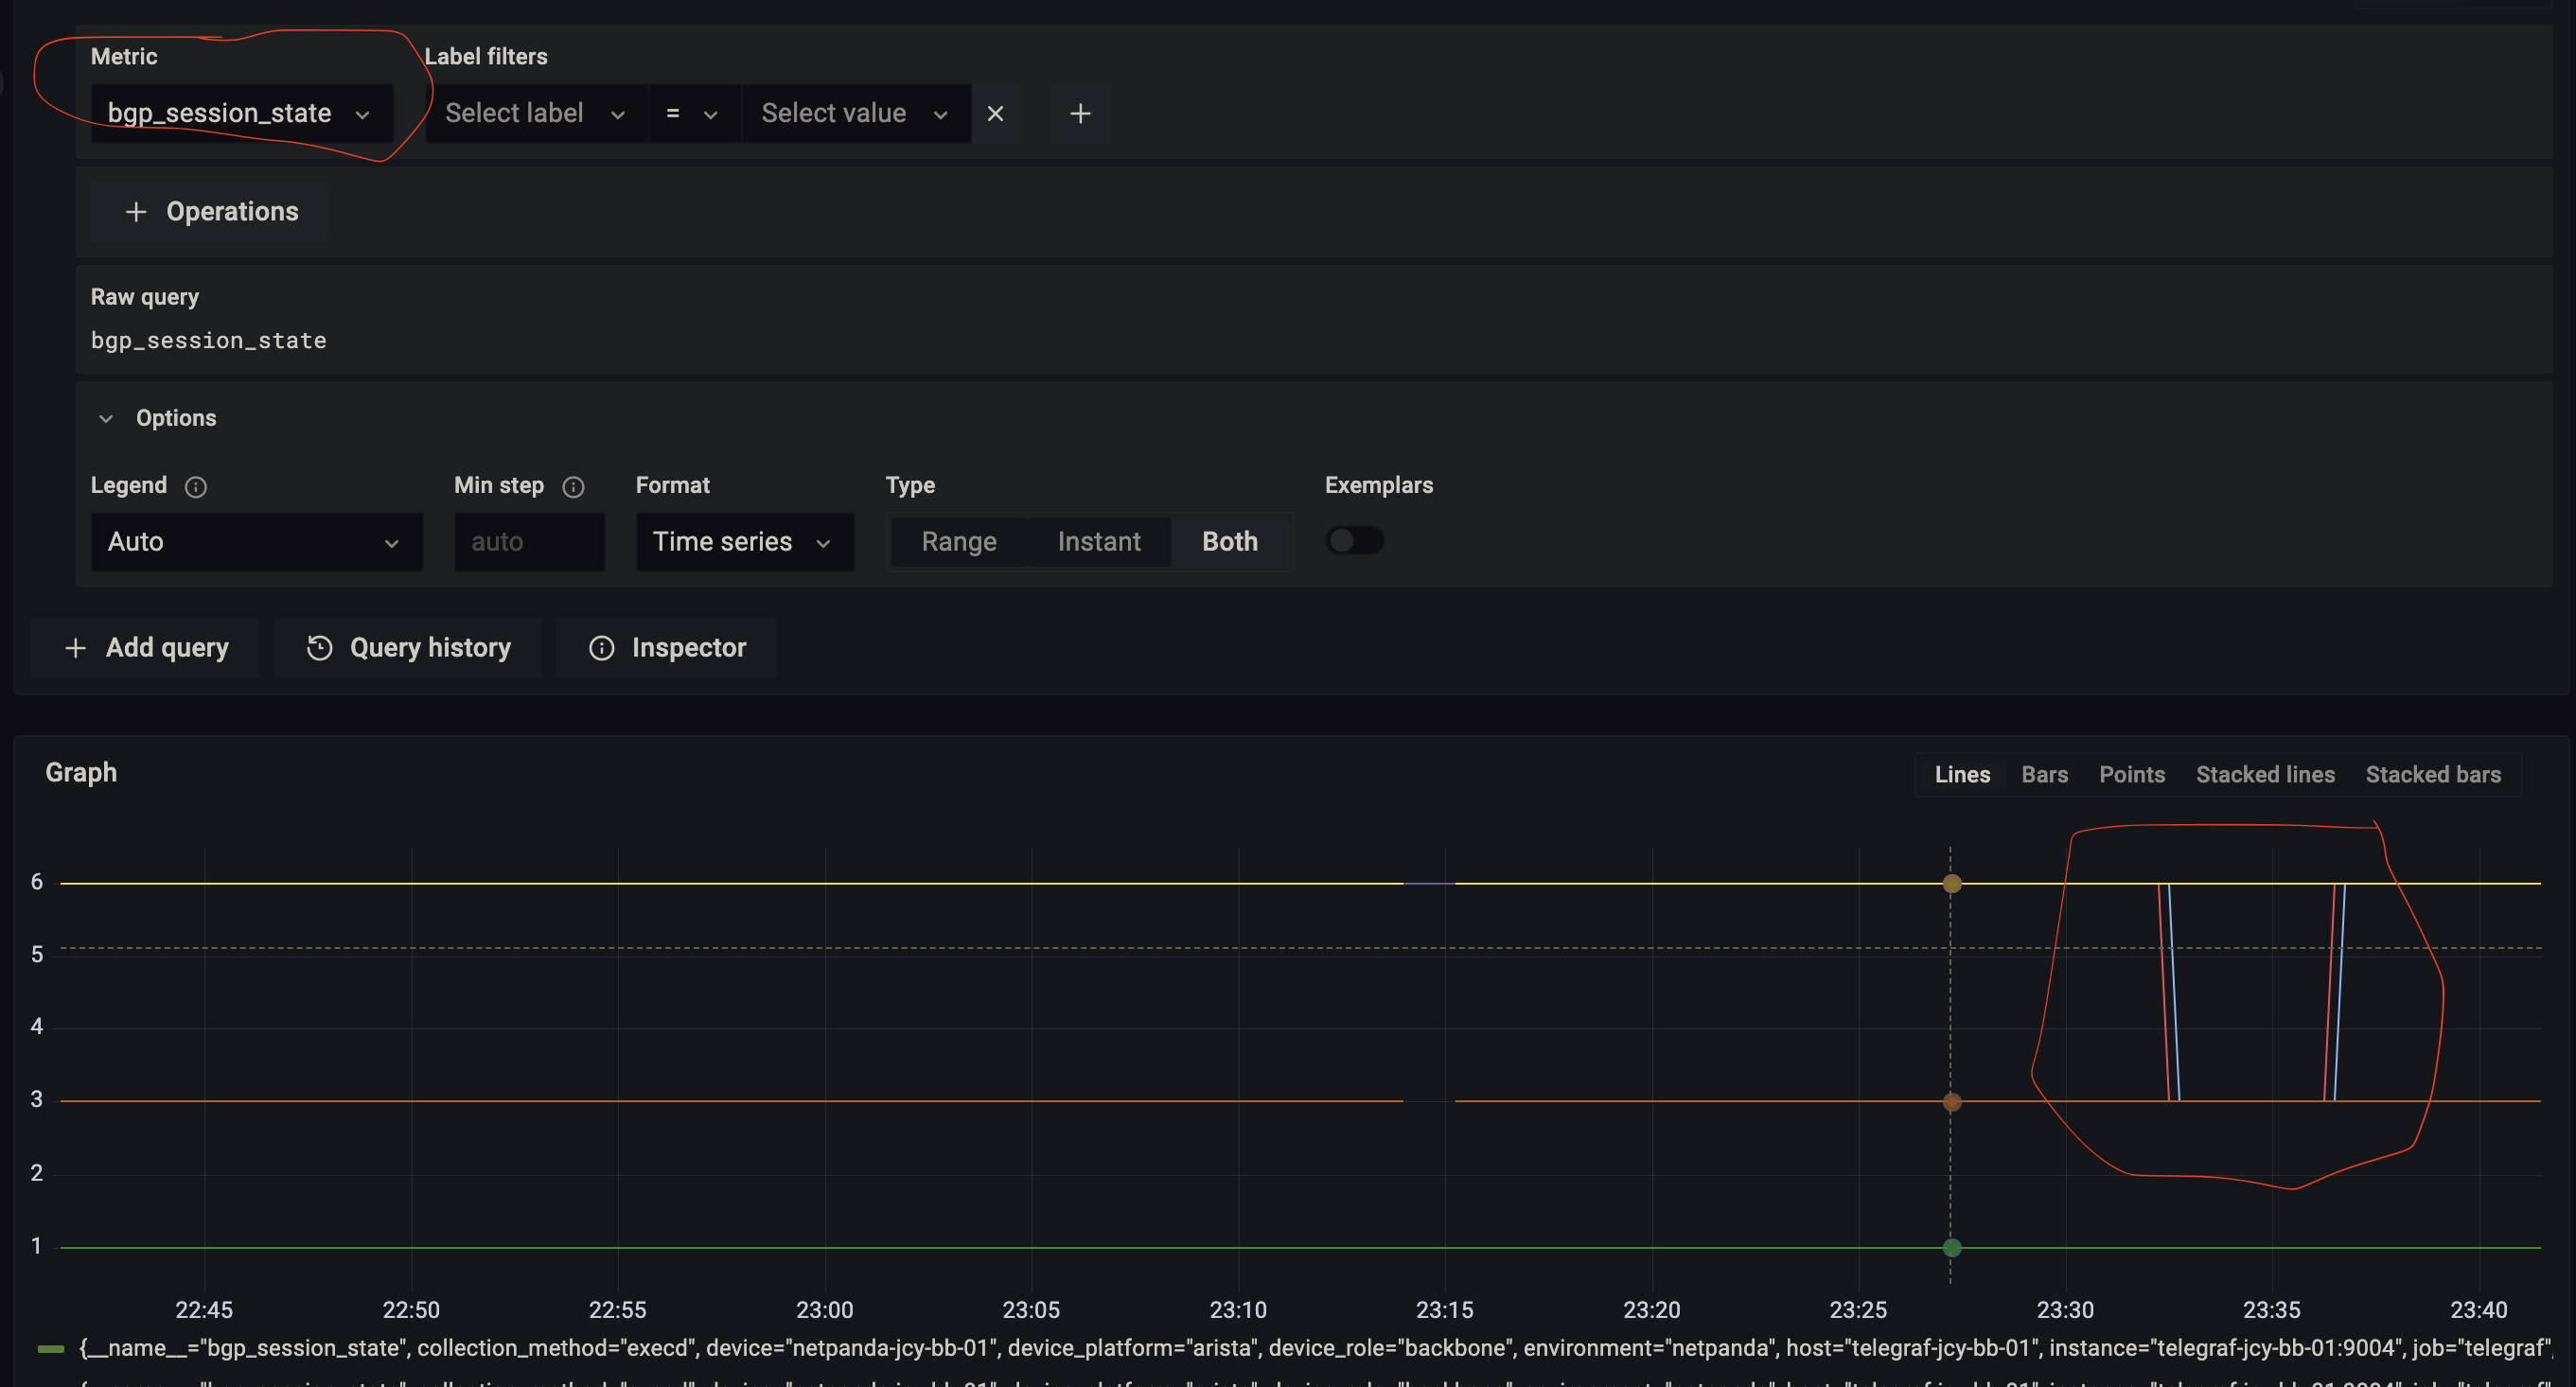 Metric Label filters
bgp_session_state Select label = Select value
Operations
Raw query
bgp_session_state
Options
Legend Min step Format Type Exemplars
Auto auto Time series Range Instant Both
Add query Query history Inspector
Graph Lines Bars Points Stacked lines Stacked bars
6
5
4
3
2
1
22:45 22:50 22:55 23:00 23:05 23:10 23:15 23:20 23:25 23:30 23:35 23:40
{__name__="bgp_session_state", collection_method="execd", device="netpanda-jcy-bb-01", device_platform="arista", device_role="backbone", environment="netpanda", host="telegraf-jcy-bb-01", instance="telegraf-jcy-bb-01:9004", job="telegraf",